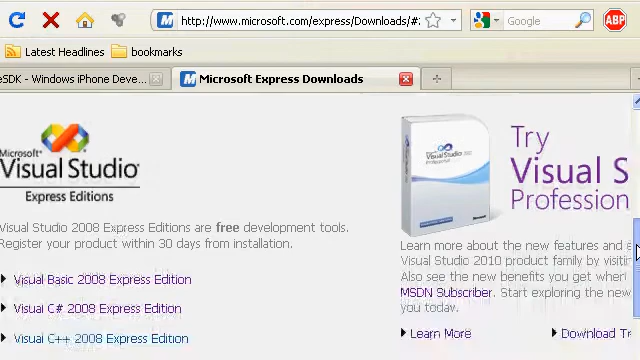 http://www.microsoft.com/express/Downloads/#
Google
ABP
Latest Headlines
bookmarks
eSDK - Windows iPhone Deve...
Microsoft Express Downloads
Microsoft
Visual Studio
Express Editions
Visual Studio 2008 Express Editions are free development tools.
Register your product within 30 days from installation.
Visual Basic 2008 Express Edition
Visual C# 2008 Express Edition
Visual C++ 2008 Express Edition
Visual Studio
Try
Visual S
Profession
Learn more about the new features and e
Visual Studio 2010 product family by visitin
Also see the new benefits you get when
MSDN Subscriber. Start exploring the new
you today.
Learn More
Download Tr